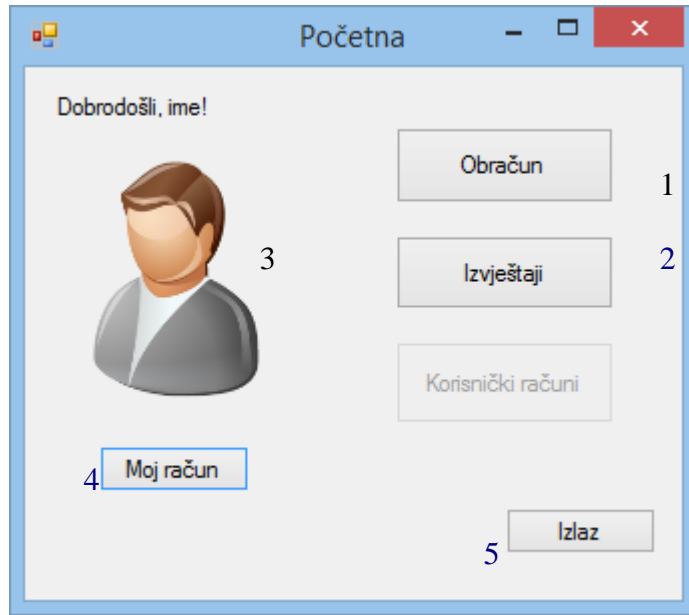 Početna
Dobrodošli, ime!
Obračun
1
3
Izvještaji
2
Korisnički računi
4
Moj račun
Izlaz
5